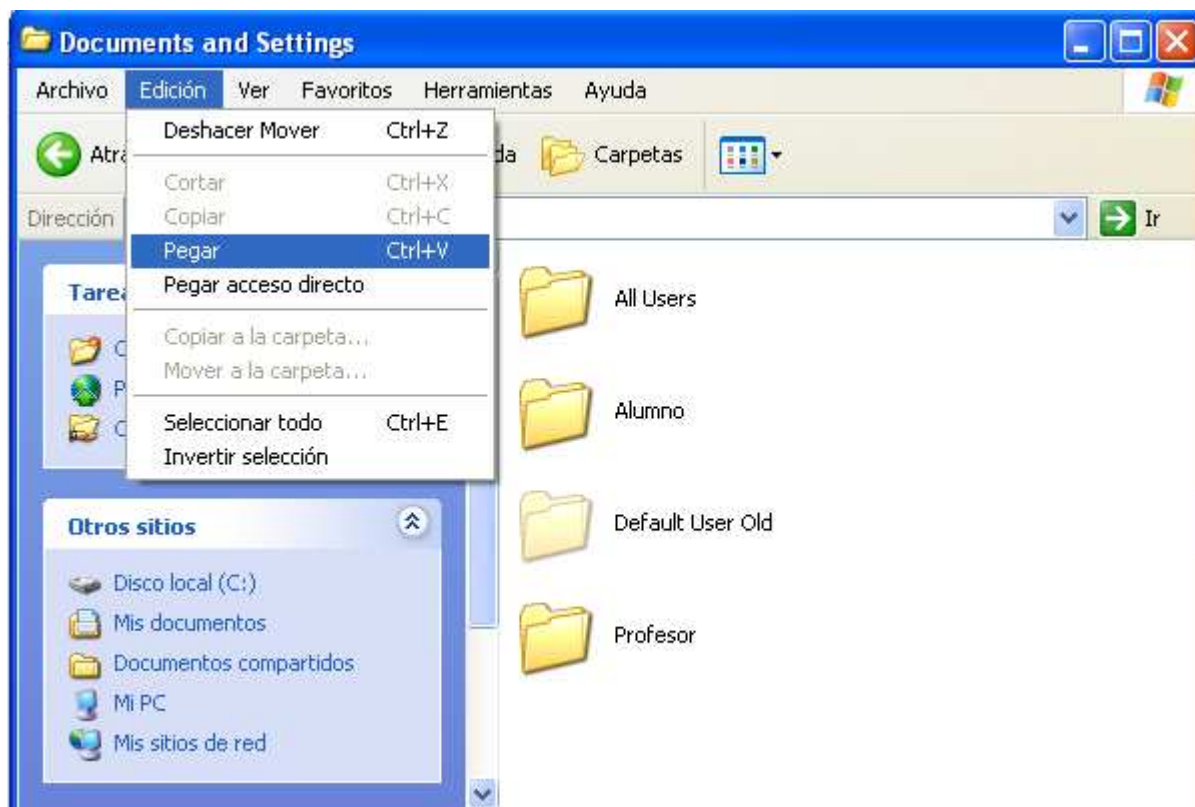 Documents and Settings
Archivo Edición Ver Favoritos Herramientas Ayuda
Deshacer Mover Ctrl+Z
Carpetas
Cortar Ctrl+X
Dirección Copiar Ctrl+C Ir
Pegar Ctrl+V
Pegar acceso directo
All Users
Copiar a la carpeta...
Mover a la carpeta...
Alumno
Seleccionar todo Ctrl+E
Invertir selección
Otros sitios
Default User Old
Disco local (C:)
Mis documentos
Profesor
Documentos compartidos
Mi PC
Mis sitios de red